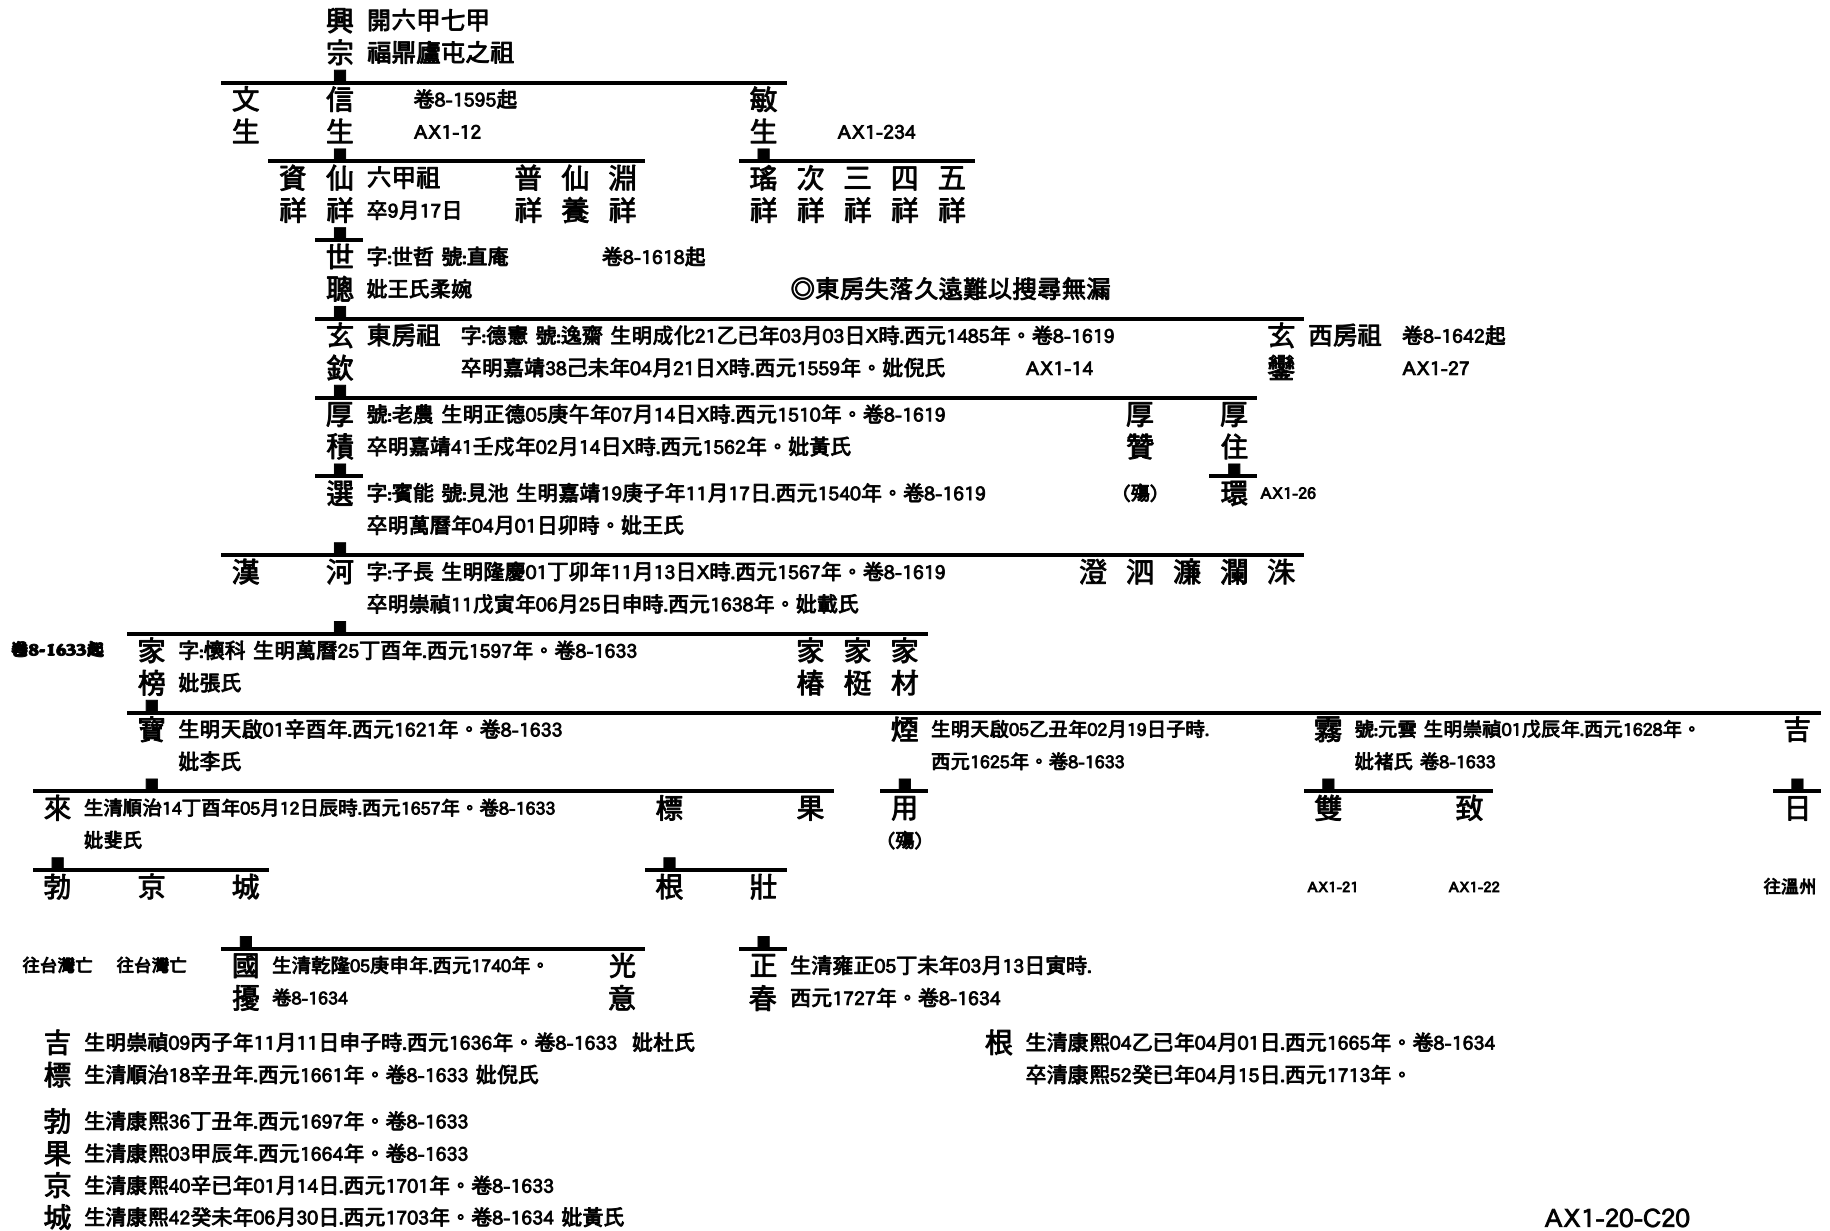 興宗 開六甲七甲
福鼎廬屯之祖
文生 信生 卷8-1595起 敏生
AX1-12 AX1-234
資祥 仙祥 六甲祖 普祥 仙養 淵祥 瑤祥 次祥 三祥 四祥 五祥
卒9月17日
世聰 字:世哲 號:直庵 卷8-1618起
妣王氏柔婉 ◎東房失落久遠難以搜尋無漏
玄欽 東房祖 字:德憲 號:逸齋 生明成化21乙已年03月03日X時.西元1485年。卷8-1619 玄鑾 西房祖 卷8-1642起
卒明嘉靖38己未年04月21日X時.西元1559年。妣倪氏 AX1-14 AX1-27
厚積 號:老農 生明正德05庚午年07月14日X時.西元1510年。卷8-1619 厚贊 厚住
卒明嘉靖41壬戍年02月14日X時.西元1562年。妣黃氏
選 字:賓能 號:見池 生明嘉靖19庚子年11月17日.西元1540年。卷8-1619 (殤) 環 AX1-26
卒明萬曆年04月01日卯時。妣王氏
漢 河 字:子長 生明隆慶01丁卯年11月13日X時.西元1567年。卷8-1619 澄 泗 濂 瀾 洙
卒明崇禎11戊寅年06月25日申時.西元1638年。妣載氏
卷8-1633起 家榜 字:懷科 生明萬曆25丁酉年.西元1597年。卷8-1633 家椿 家梃 家材
妣張氏
寶 生明天啟01辛酉年.西元1621年。卷8-1633 煙 生明天啟05乙丑年02月19日子時. 霧 號:元雲 生明崇禎01戊辰年.西元1628年。 吉
妣李氏 西元1625年。卷8-1633 妣褚氏 卷8-1633
來 生清順治14丁酉年05月12日辰時.西元1657年。卷8-1633 標 果 用 雙 致 日
妣斐氏 (殤)
勃 京 城 根 壯 AX1-21 AX1-22 往溫州
往台灣亡 往台灣亡 國擾 生清乾隆05庚申年.西元1740年。 光意 正春 生清雍正05丁未年03月13日寅時.
卷8-1634 西元1727年。卷8-1634
吉 生明崇禎09丙子年11月11日申子時.西元1636年。卷8-1633 妣杜氏 根 生清康熙04乙已年04月01日.西元1665年。卷8-1634
標 生清順治18辛丑年.西元1661年。卷8-1633 妣倪氏 卒清康熙52癸已年04月15日.西元1713年。
勃 生清康熙36丁丑年.西元1697年。卷8-1633
果 生清康熙03甲辰年.西元1664年。卷8-1633
京 生清康熙40辛已年01月14日.西元1701年。卷8-1633
城 生清康熙42癸未年06月30日.西元1703年。卷8-1634 妣黃氏
AX1-20-C20